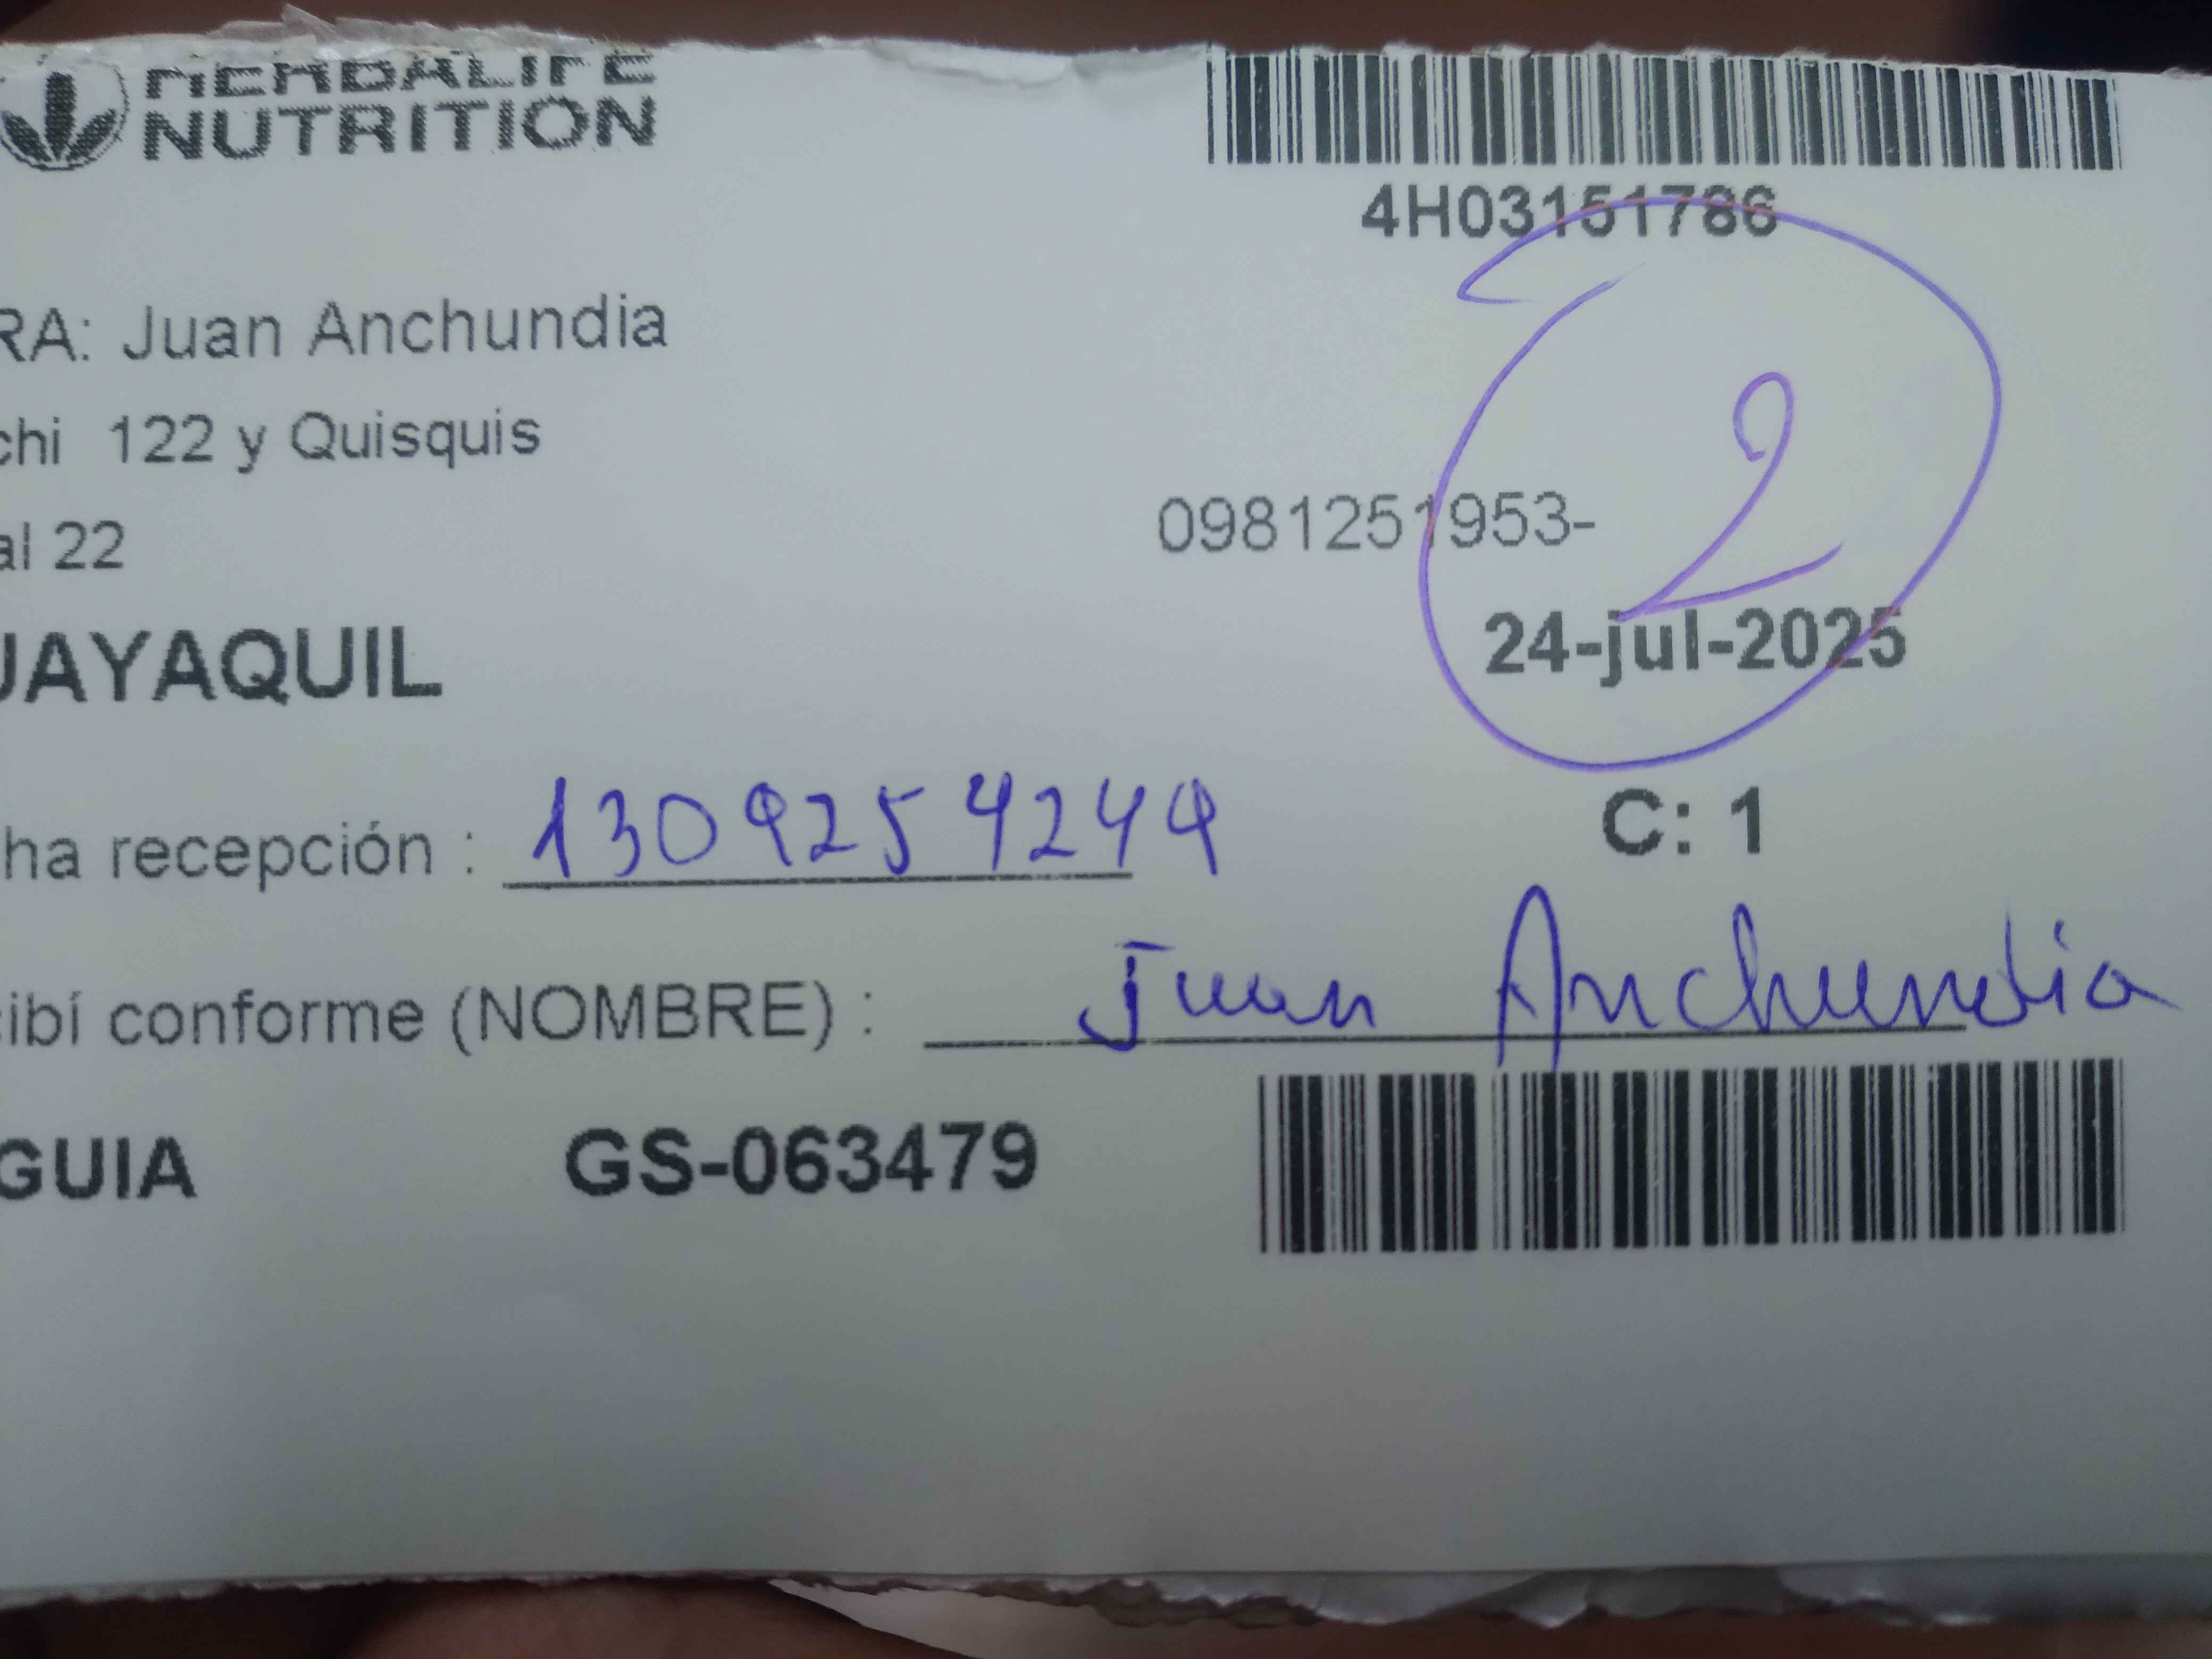 HERBALIFE
NUTRITION
4H03151786
RA: Juan Anchundia
chi 122 y Quisquis
2
al 22
0981251953-
UAYAQUIL
24-jul-2025
ha recepción : 1309254244
C: 1
cibí conforme (NOMBRE) : Juan Anchundia
GUIA GS-063479